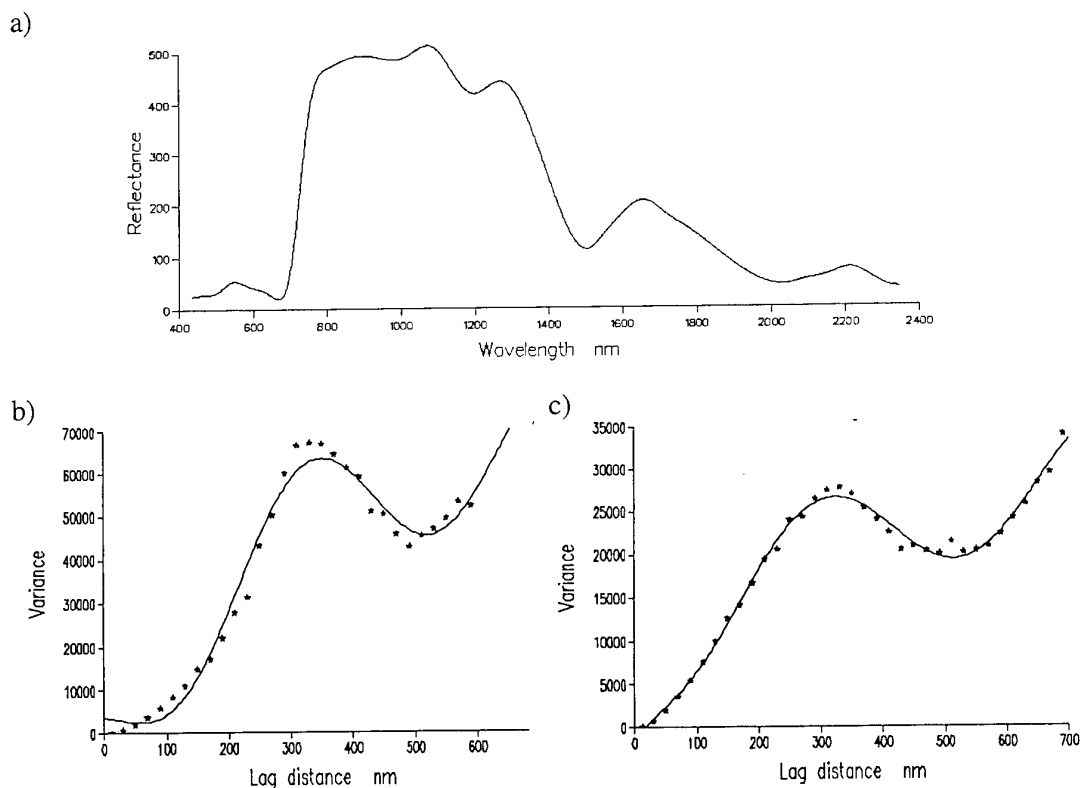 a)
500
400
300
200
100
0
Reflectance
400 600 800 1000 1200 1400 1600 1800 2000 2200 2400
Wavelength nm
b)
70000
60000
50000
40000
30000
20000
10000
0
Variance
0 100 200 300 400 500 600
Lag distance nm
c)
35000
30000
25000
20000
15000
10000
5000
0
Variance
0 100 200 300 400 500 600 700
Lag distance nm